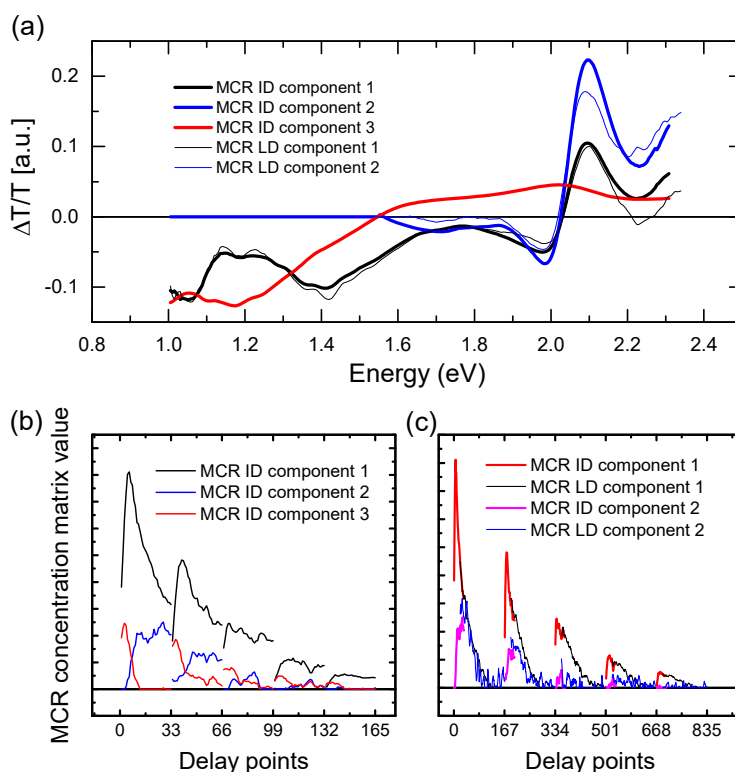 (a)
0.2
0.1
0.0
-0.1
ΔT/T [a.u.]
MCR ID component 1
MCR ID component 2
MCR ID component 3
MCR LD component 1
MCR LD component 2
0.8 1.0 1.2 1.4 1.6 1.8 2.0 2.2 2.4
Energy (eV)
(b)
MCR concentration matrix value
MCR ID component 1
MCR ID component 2
MCR ID component 3
0 33 66 99 132 165
Delay points
(c)
MCR ID component 1
MCR LD component 1
MCR ID component 2
MCR LD component 2
0 167 334 501 668 835
Delay points